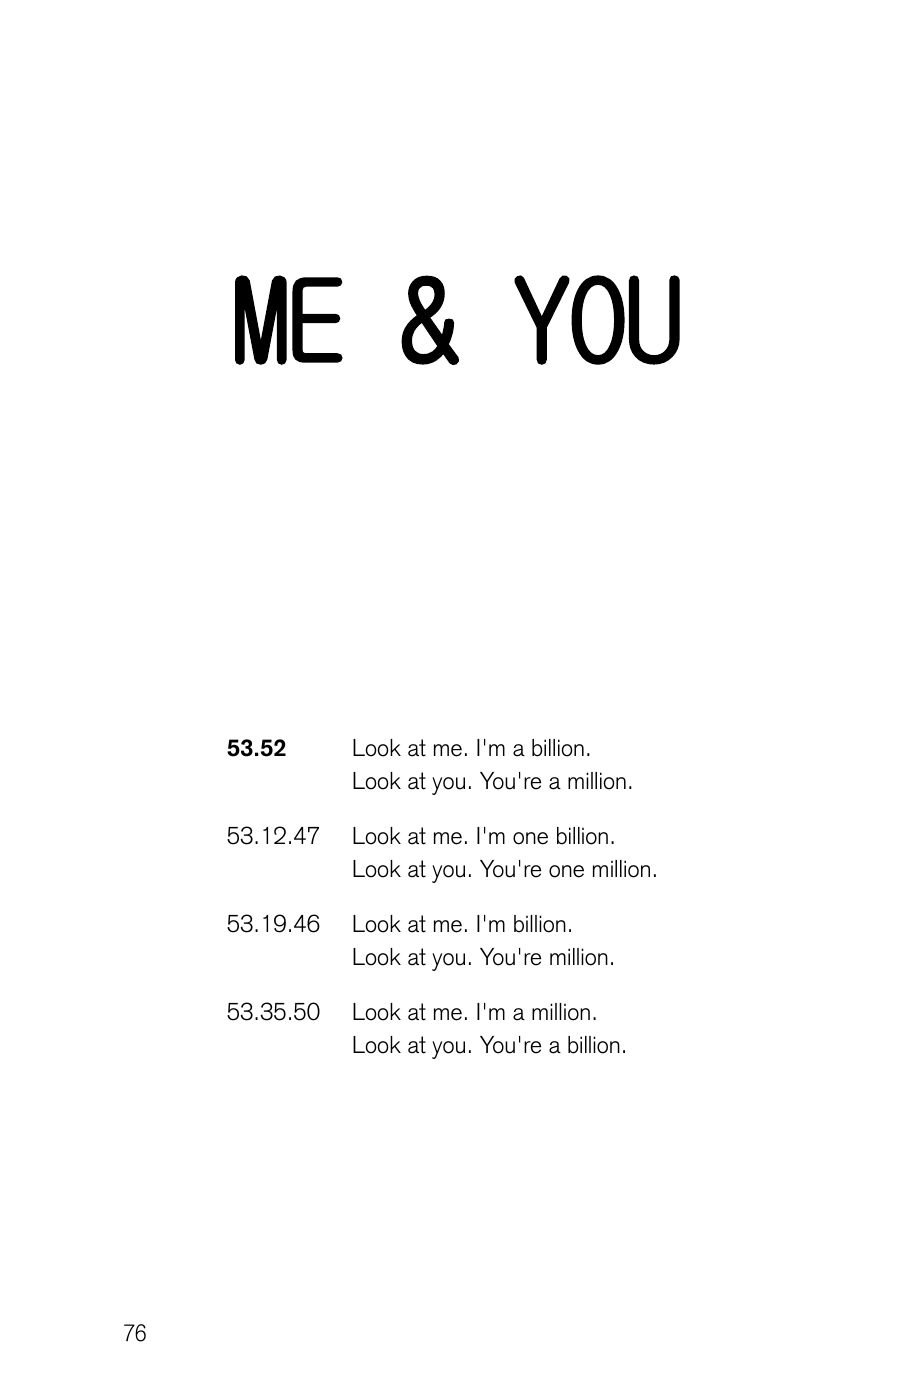 ME & YOU
53.52 Look at me. I'm a billion.
Look at you. You're a million.
53.12.47 Look at me. I'm one billion.
Look at you. You're one million.
53.19.46 Look at me. I'm billion.
Look at you. You're million.
53.35.50 Look at me. I'm a million.
Look at you. You're a billion.
76